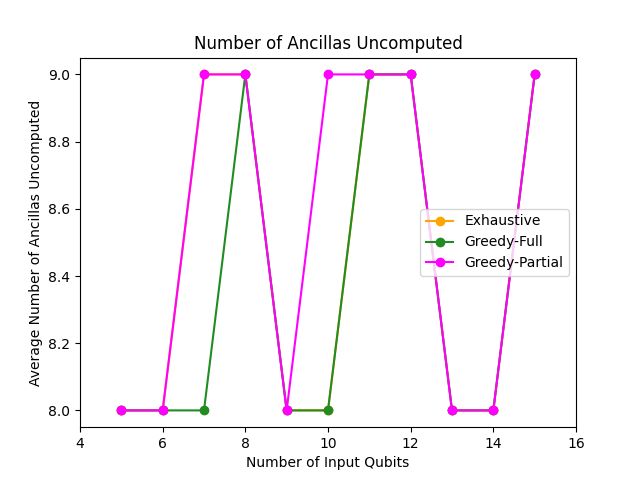 Number of Ancillas Uncomputed
Average Number of Ancillas Uncomputed
9.0
8.8
8.6
8.4
8.2
8.0
Exhaustive
Greedy-Full
Greedy-Partial
4 6 8 10 12 14 16
Number of Input Qubits